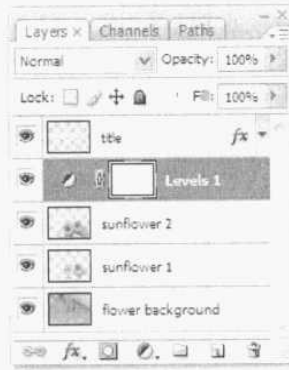 Layers × Channels Paths
Normal Opacity: 100%
Lock: Fill: 100%
title fx
Levels 1
sunflower 2
sunflower 1
flower background
fx.